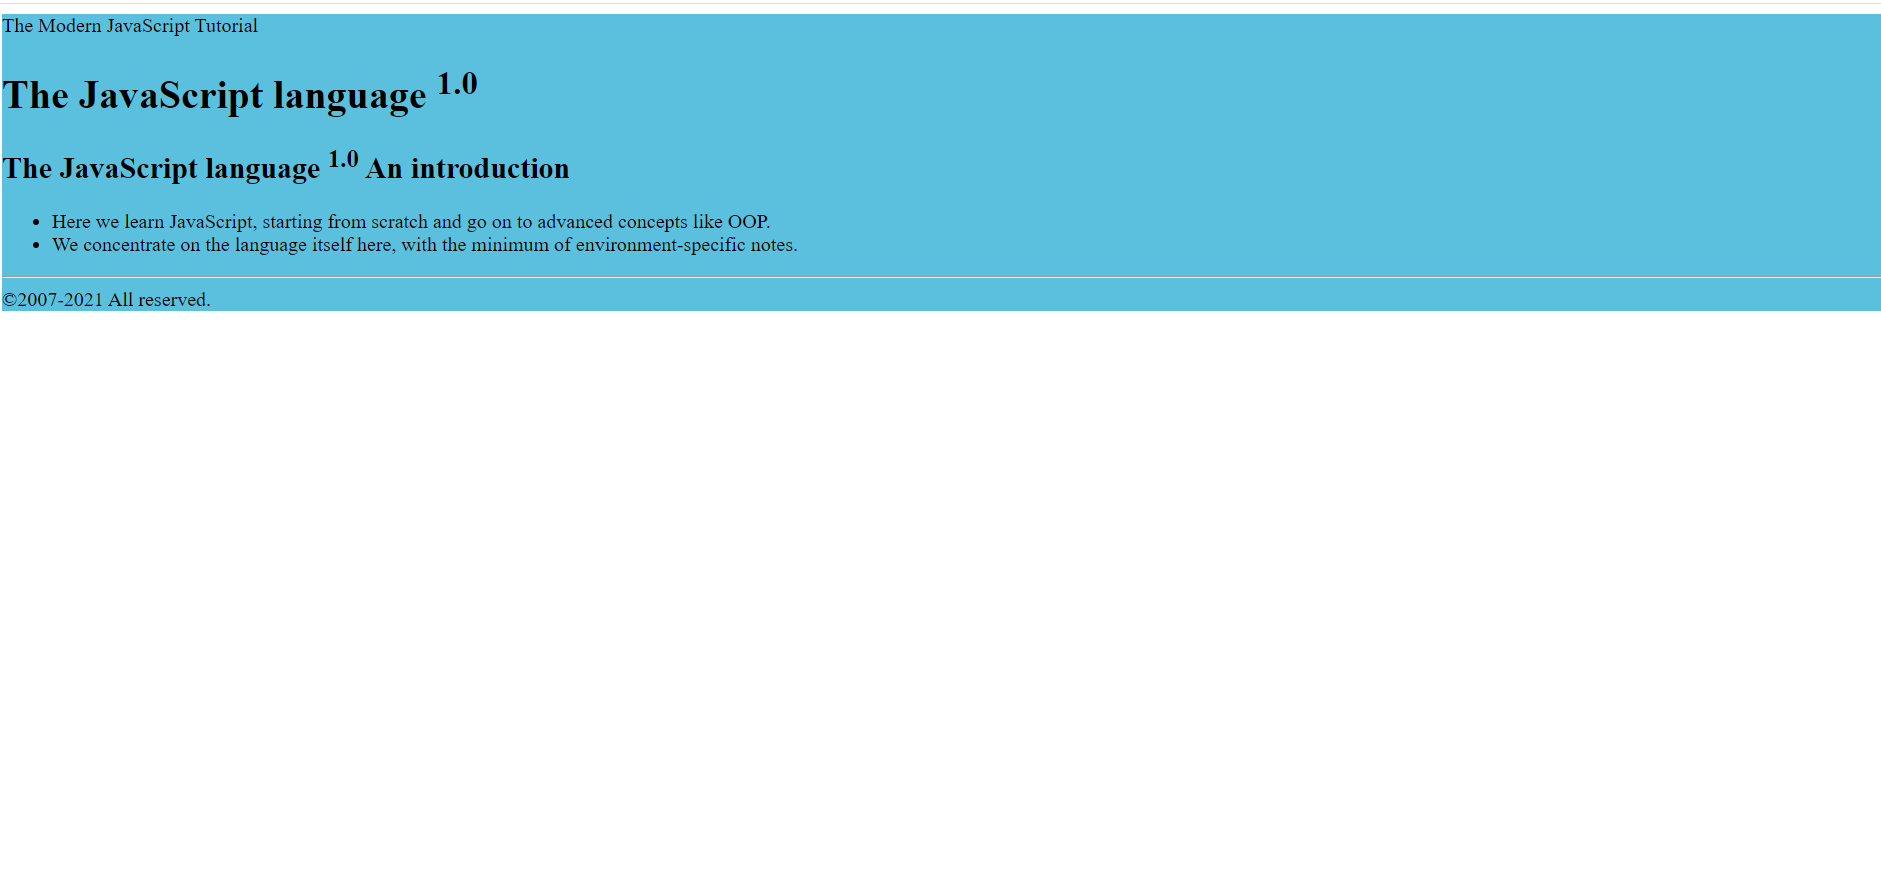 The Modern JavaScript Tutorial
The JavaScript language 1.0
The JavaScript language 1.0 An introduction
Here we learn JavaScript, starting from scratch and go on to advanced concepts like OOP.
We concentrate on the language itself here, with the minimum of environment-specific notes.
©2007-2021 All reserved.